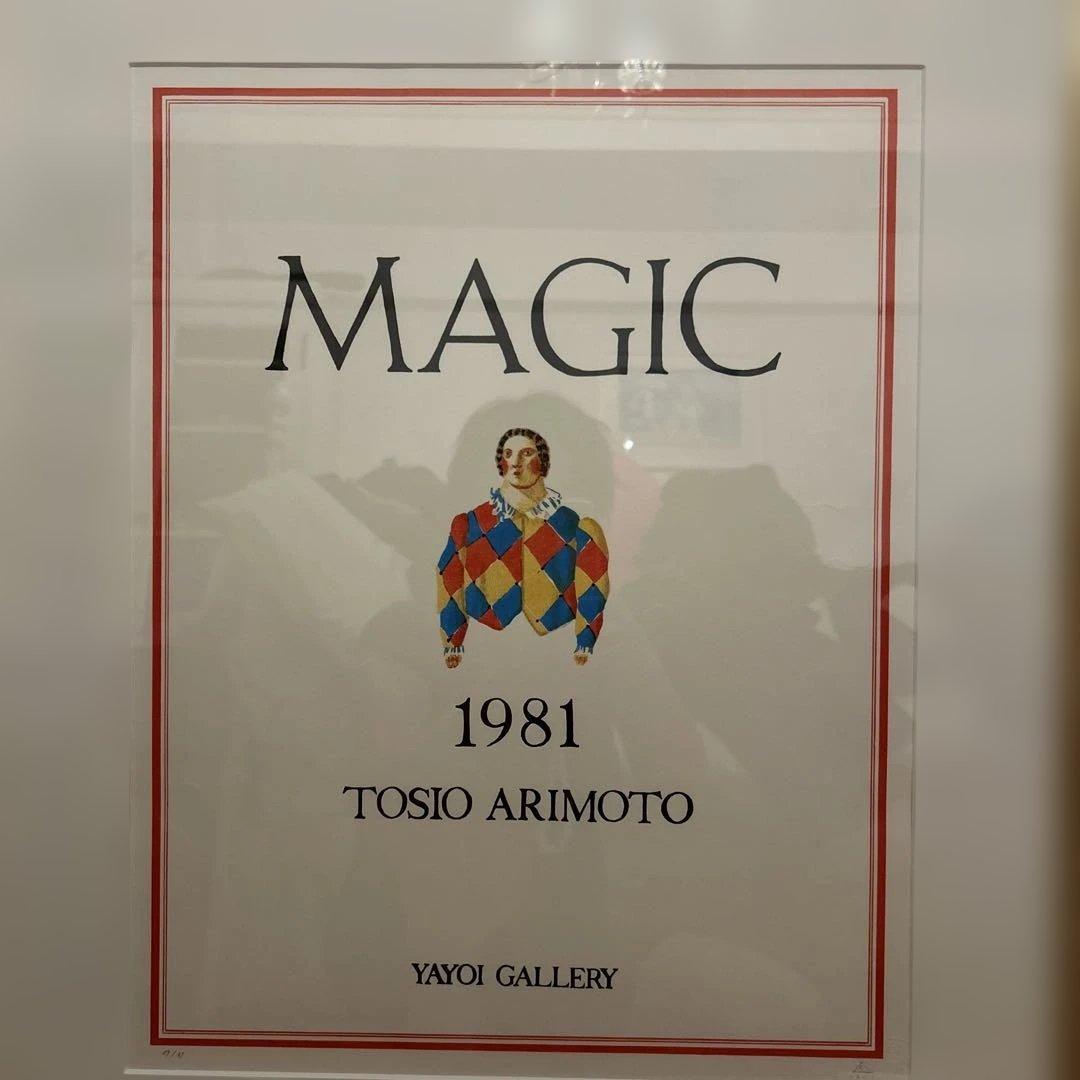 MAGIC
1981
TOSIO ARIMOTO
YAYOI GALLERY